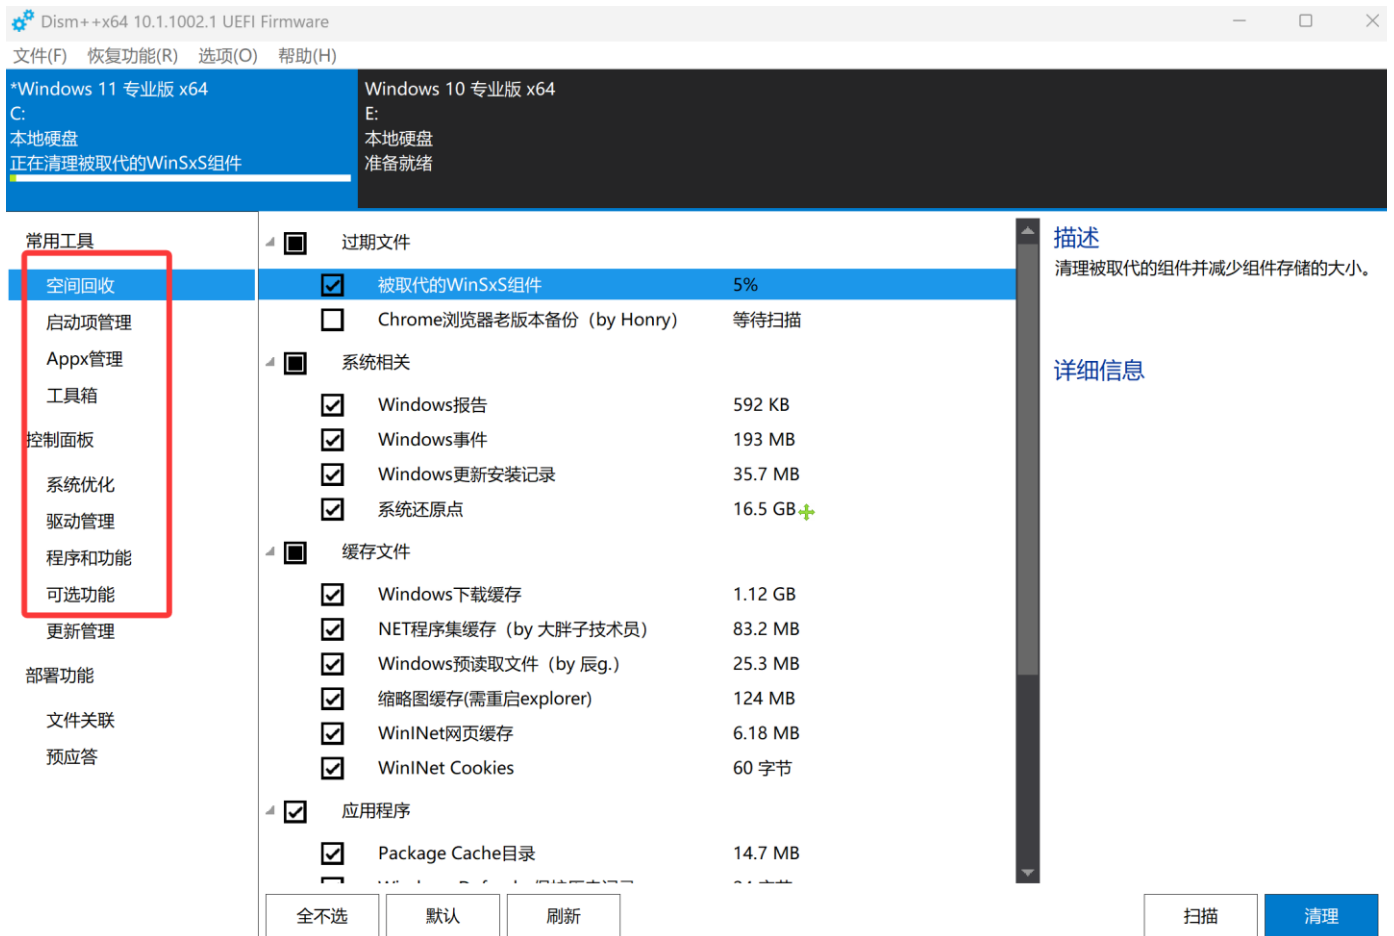 Dism++x64 10.1.1002.1 UEFI Firmware
文件(F) 恢复功能(R) 选项(O) 帮助(H)
*Windows 11 专业版 x64
C:
本地硬盘
正在清理被取代的WinSxS组件
Windows 10 专业版 x64
E:
本地硬盘
准备就绪
常用工具
空间回收
启动项管理
Appx管理
工具箱
控制面板
系统优化
驱动管理
程序和功能
可选功能
更新管理
部署功能
文件关联
预应答
过期文件
被取代的WinSxS组件 5%
Chrome浏览器老版本备份（by Honry） 等待扫描
系统相关
Windows报告 592 KB
Windows事件 193 MB
Windows更新安装记录 35.7 MB
系统还原点 16.5 GB
缓存文件
Windows下载缓存 1.12 GB
NET程序集缓存（by 大胖子技术员） 83.2 MB
Windows预读取文件（by 辰g.） 25.3 MB
缩略图缓存(需重启explorer) 124 MB
WinINet网页缓存 6.18 MB
WinINet Cookies 60 字节
应用程序
Package Cache目录 14.7 MB
描述
清理被取代的组件并减少组件存储的大小。
详细信息
全不选 默认 刷新 扫描 清理